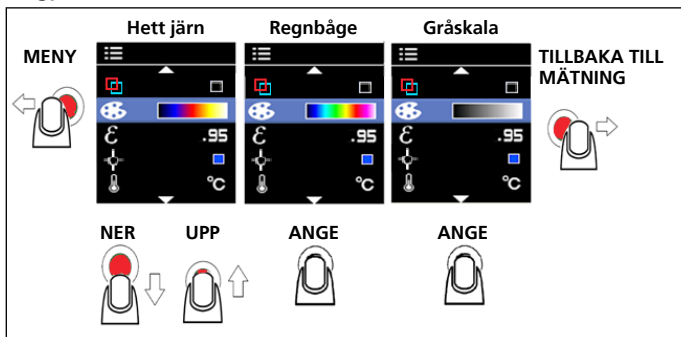 Hett järn Regnbåge Gråskala
MENY
TILLBAKA TILL
MÄTNING
ε .95 ε .95 ε .95
°C °C °C
NER UPP ANGE ANGE